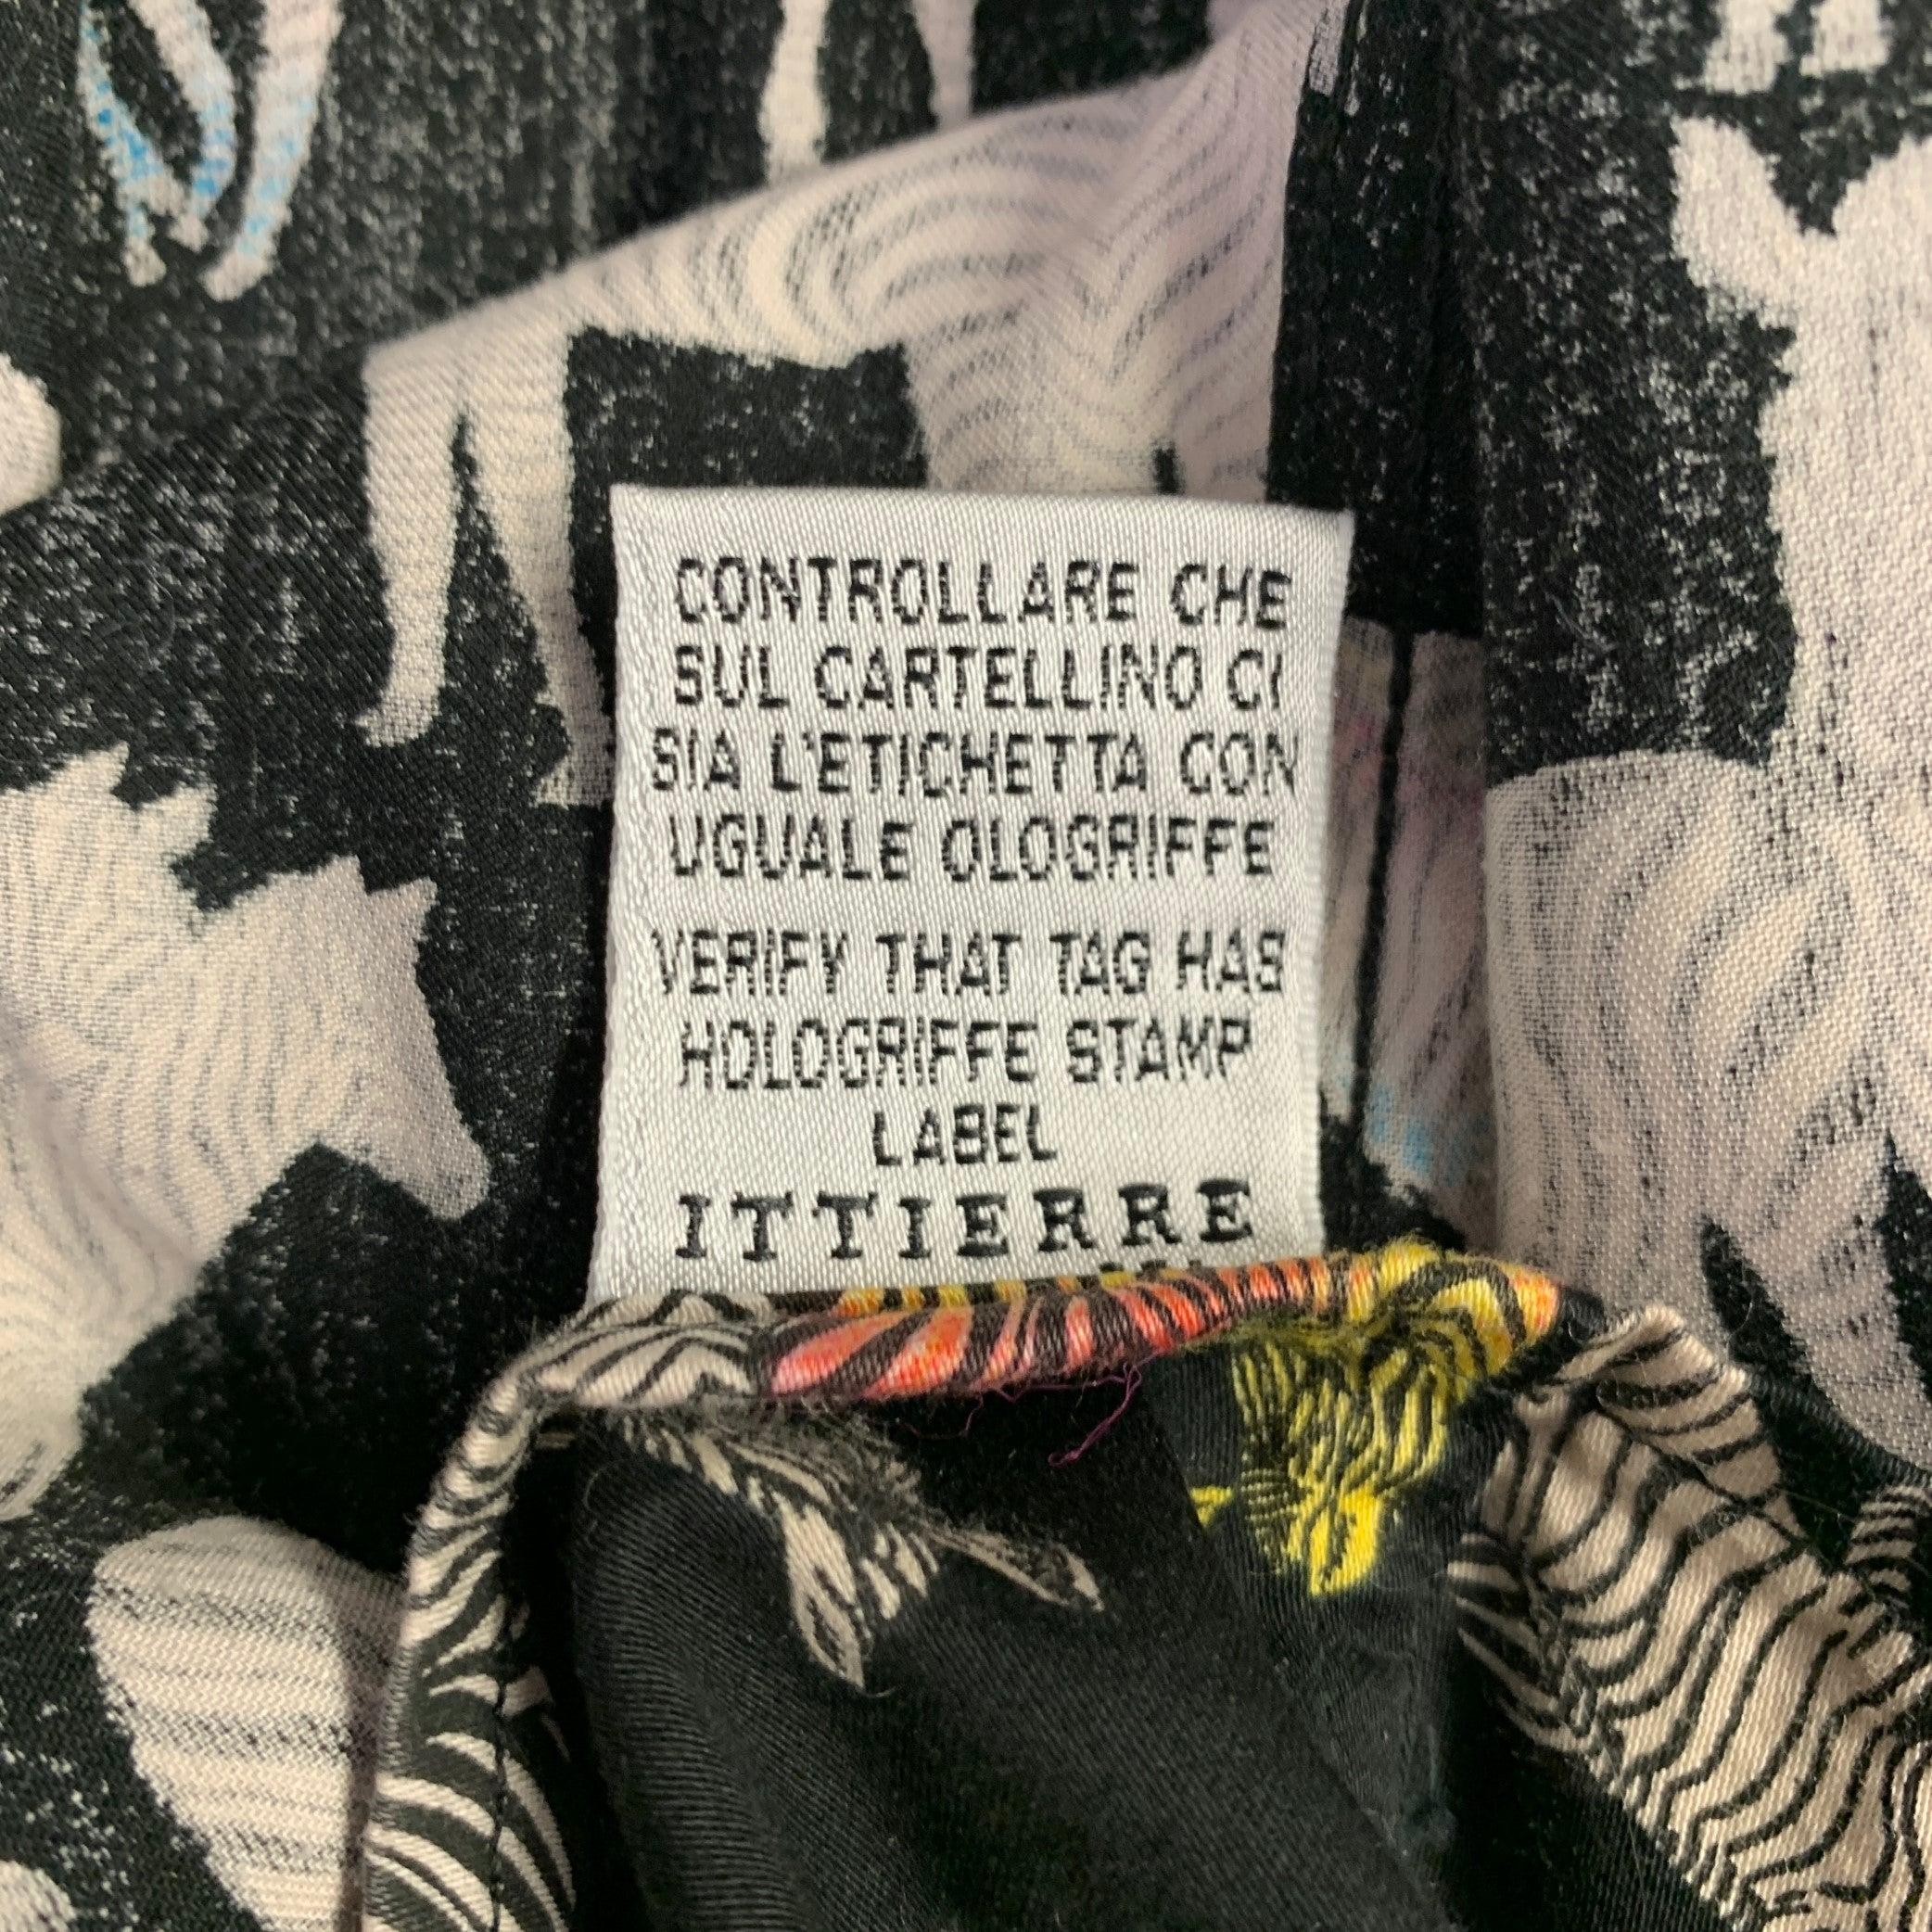 CONTROLLARE CHE
SUL CARTELLINO CI
SIA L'ETICHETTA CON
UGUALE OLOGRIFFE
VERIFY THAT TAG HAS
HOLOGRIFFE STAMP
LABEL
ITTIERRE